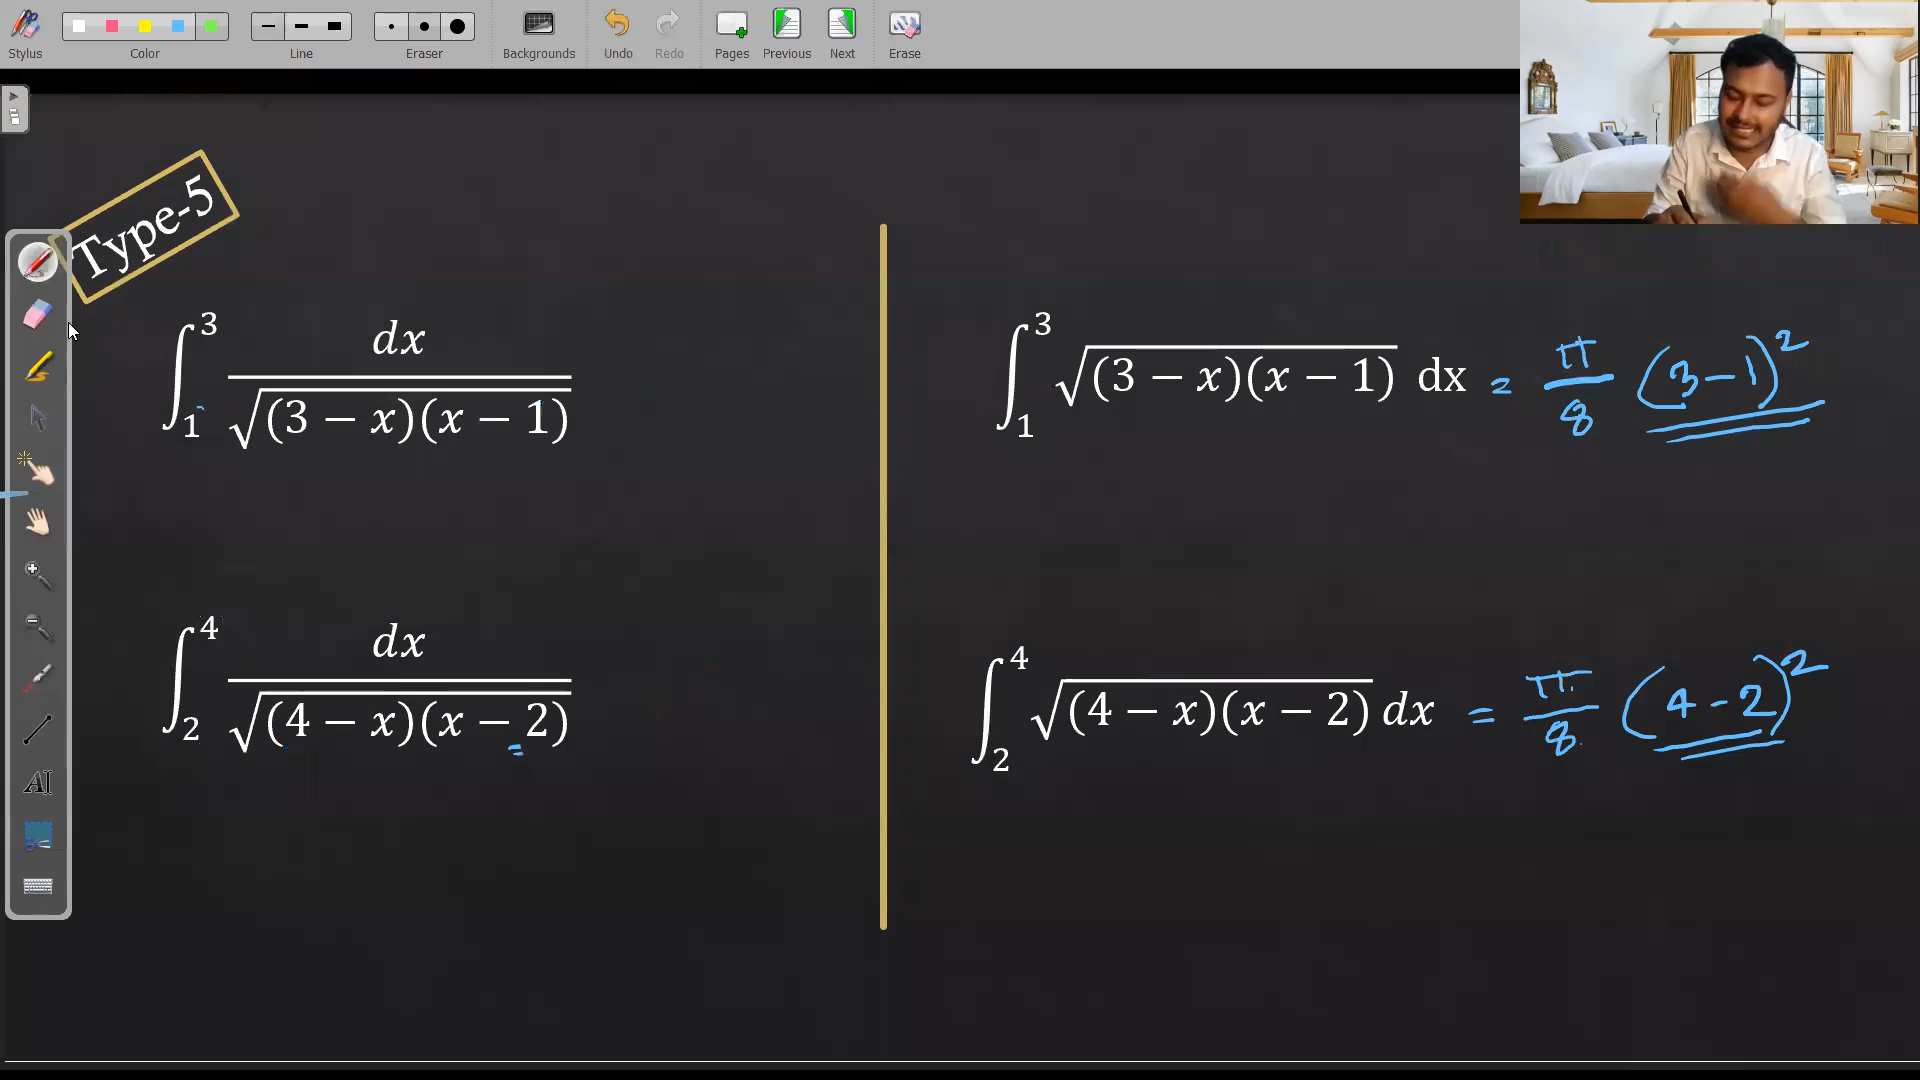 Stylus Color Line Eraser Backgrounds Undo Redo Pages Previous Next Erase
Type-5
∫₁³ dx / √((3 − x)(x − 1))
∫₂⁴ dx / √((4 − x)(x − 2))
=
∫₁³ √((3 − x)(x − 1)) dx = π/8 (3−1)²
∫₂⁴ √((4 − x)(x − 2)) dx = π/8 (4−2)²
AI